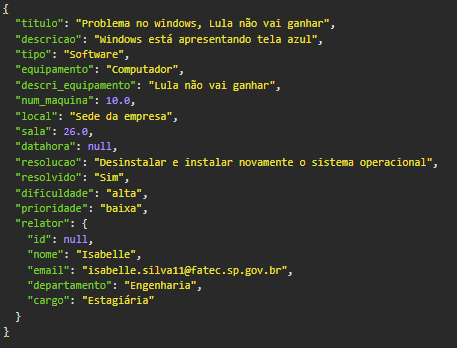 {
"titulo": "Problema no windows, Lula não vai ganhar",
"descricao": "Windows está apresentando tela azul",
"tipo": "Software",
"equipamento": "Computador",
"descri_equipamento": "Lula não vai ganhar",
"num_maquina": 10.0,
"local": "Sede da empresa",
"sala": 26.0,
"datahora": null,
"resolucao": "Desinstalar e instalar novamente o sistema operacional",
"resolvido": "Sim",
"dificuldade": "alta",
"prioridade": "baixa",
"relator": {
"id": null,
"nome": "Isabelle",
"email": "isabelle.silva11@fatec.sp.gov.br",
"departamento": "Engenharia",
"cargo": "Estagiária"
}
}